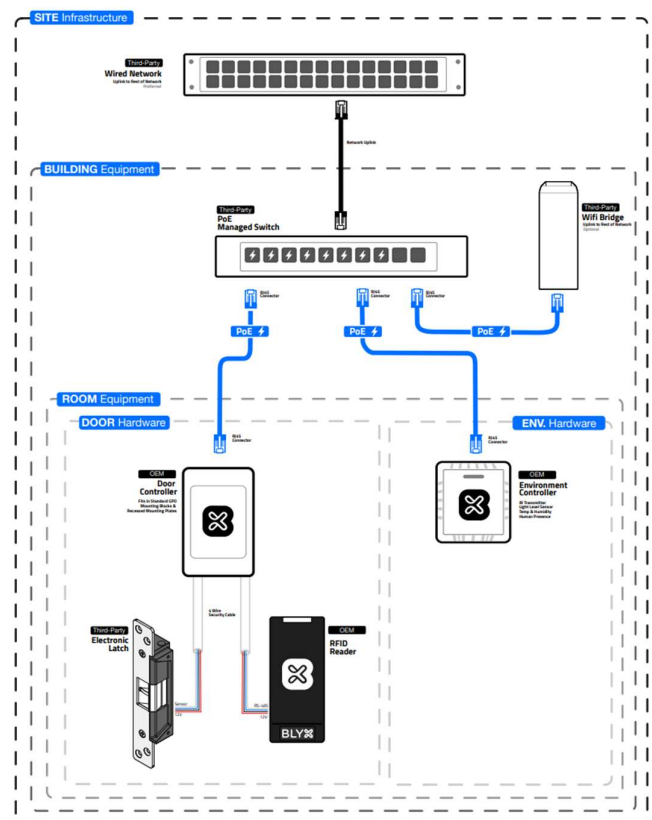 SITE Infrastructure
Third-Party
Wired Network
Uplink to Rest of Network
Preferred
Network Uplink
BUILDING Equipment
Third-Party
PoE
Managed Switch
Third-Party
Wifi Bridge
Uplink to Rest of Network
Optional
RJ45
Connector
RJ45
Connector
RJ45
Connector
PoE
PoE
PoE
ROOM Equipment
DOOR Hardware
ENV. Hardware
RJ45
Connector
RJ45
Connector
OEM
Door
Controller
Fits in Standard GPO
Mounting Blocks &
Recessed Mounting Plates
OEM
Environment
Controller
IR Transmitter
Light Level Sensor
Temp & Humidity
Human Presence
4 Wire
Security Cable
Third-Party
Electronic
Latch
OEM
RFID
Reader
Sensor
12V
RS-485
12V
BLYX